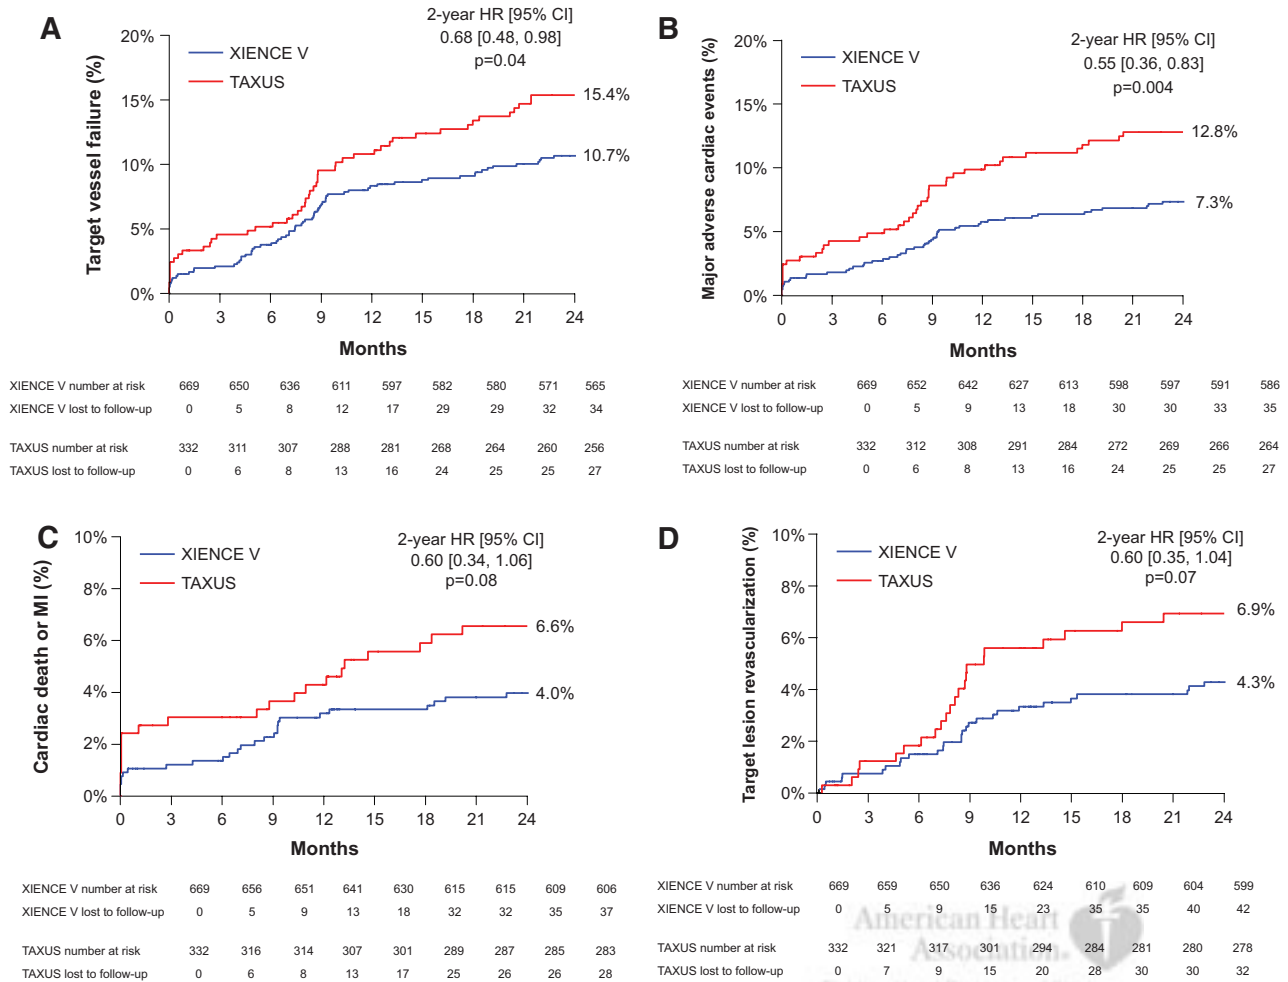 A
2-year HR [95% CI]
0.68 [0.48, 0.98]
p=0.04
XIENCE V
TAXUS
Target vessel failure (%)
20%
15%
10%
5%
0%
15.4%
10.7%
0 3 6 9 12 15 18 21 24
Months
XIENCE V number at risk 669 650 636 611 597 582 580 571 565
XIENCE V lost to follow-up 0 5 8 12 17 29 29 32 34
TAXUS number at risk 332 311 307 288 281 268 264 260 256
TAXUS lost to follow-up 0 6 8 13 16 24 25 25 27
B
2-year HR [95% CI]
0.55 [0.36, 0.83]
p=0.004
XIENCE V
TAXUS
Major adverse cardiac events (%)
20%
15%
10%
5%
0%
12.8%
7.3%
0 3 6 9 12 15 18 21 24
Months
XIENCE V number at risk 669 652 642 627 613 598 597 591 586
XIENCE V lost to follow-up 0 5 9 13 18 30 30 33 35
TAXUS number at risk 332 312 308 291 284 272 269 266 264
TAXUS lost to follow-up 0 6 8 13 16 24 25 25 27
C
2-year HR [95% CI]
0.60 [0.34, 1.06]
p=0.08
XIENCE V
TAXUS
Cardiac death or MI (%)
10%
8%
6%
4%
2%
0%
6.6%
4.0%
0 3 6 9 12 15 18 21 24
Months
XIENCE V number at risk 669 656 651 641 630 615 615 609 606
XIENCE V lost to follow-up 0 5 9 13 18 32 32 35 37
TAXUS number at risk 332 316 314 307 301 289 287 285 283
TAXUS lost to follow-up 0 6 8 13 17 25 26 26 28
D
2-year HR [95% CI]
0.60 [0.35, 1.04]
p=0.07
XIENCE V
TAXUS
Target lesion revascularization (%)
10%
8%
6%
4%
2%
0%
6.9%
4.3%
0 3 6 9 12 15 18 21 24
Months
XIENCE V number at risk 669 659 650 636 624 610 609 604 599
XIENCE V lost to follow-up 0 5 9 15 23 35 35 40 42
TAXUS number at risk 332 321 317 301 294 284 281 280 278
TAXUS lost to follow-up 0 7 9 15 20 28 30 30 32
American Heart
Association